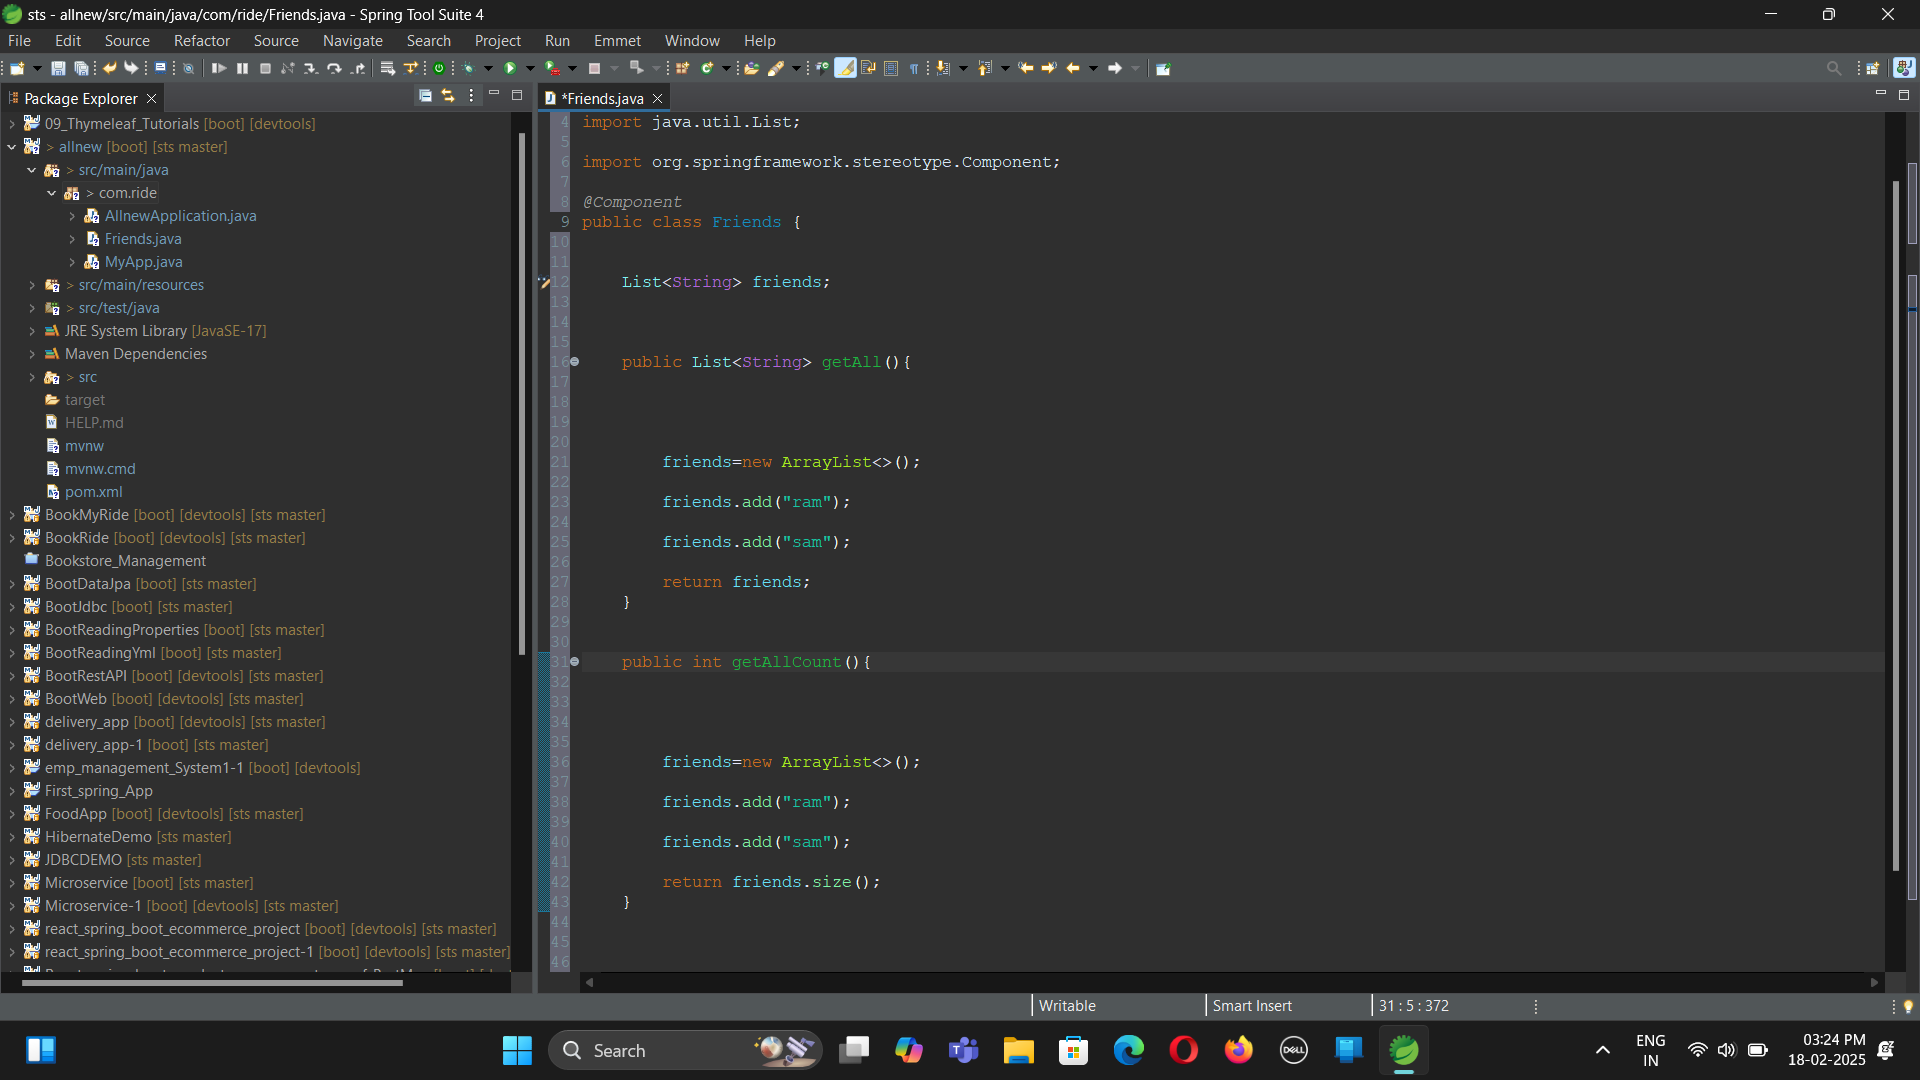 sts - allnew/src/main/java/com/ride/Friends.java - Spring Tool Suite 4
File Edit Source Refactor Source Navigate Search Project Run Emmet Window Help
Package Explorer
*Friends.java
09_Thymeleaf_Tutorials [boot] [devtools]
> allnew [boot] [sts master]
> src/main/java
> com.ride
AllnewApplication.java
Friends.java
MyApp.java
> src/main/resources
> src/test/java
JRE System Library [JavaSE-17]
Maven Dependencies
> src
target
HELP.md
mvnw
mvnw.cmd
pom.xml
BookMyRide [boot] [devtools] [sts master]
BookRide [boot] [devtools] [sts master]
Bookstore_Management
BootDataJpa [boot] [sts master]
BootJdbc [boot] [sts master]
BootReadingProperties [boot] [sts master]
BootReadingYml [boot] [sts master]
BootRestAPI [boot] [devtools] [sts master]
BootWeb [boot] [devtools] [sts master]
delivery_app [boot] [devtools] [sts master]
delivery_app-1 [boot] [sts master]
emp_management_System1-1 [boot] [devtools]
First_spring_App
FoodApp [boot] [devtools] [sts master]
HibernateDemo [sts master]
JDBCDEMO [sts master]
Microservice [boot] [sts master]
Microservice-1 [boot] [devtools] [sts master]
react_spring_boot_ecommerce_project [boot] [devtools] [sts master]
react_spring_boot_ecommerce_project-1 [boot] [devtools] [sts master]
4 import java.util.List;
5
6 import org.springframework.stereotype.Component;
7
8 @Component
9 public class Friends {
10
11
12 List<String> friends;
13
14
15
16 public List<String> getAll(){
17
18
19
20
21 friends=new ArrayList<>();
22
23 friends.add("ram");
24
25 friends.add("sam");
26
27 return friends;
28 }
29
30
31 public int getAllCount(){
32
33
34
35
36 friends=new ArrayList<>();
37
38 friends.add("ram");
39
40 friends.add("sam");
41
42 return friends.size();
43 }
44
45
46
Writable
Smart Insert
31 : 5 : 372
Search
DELL
ENG
IN
03:24 PM
18-02-2025